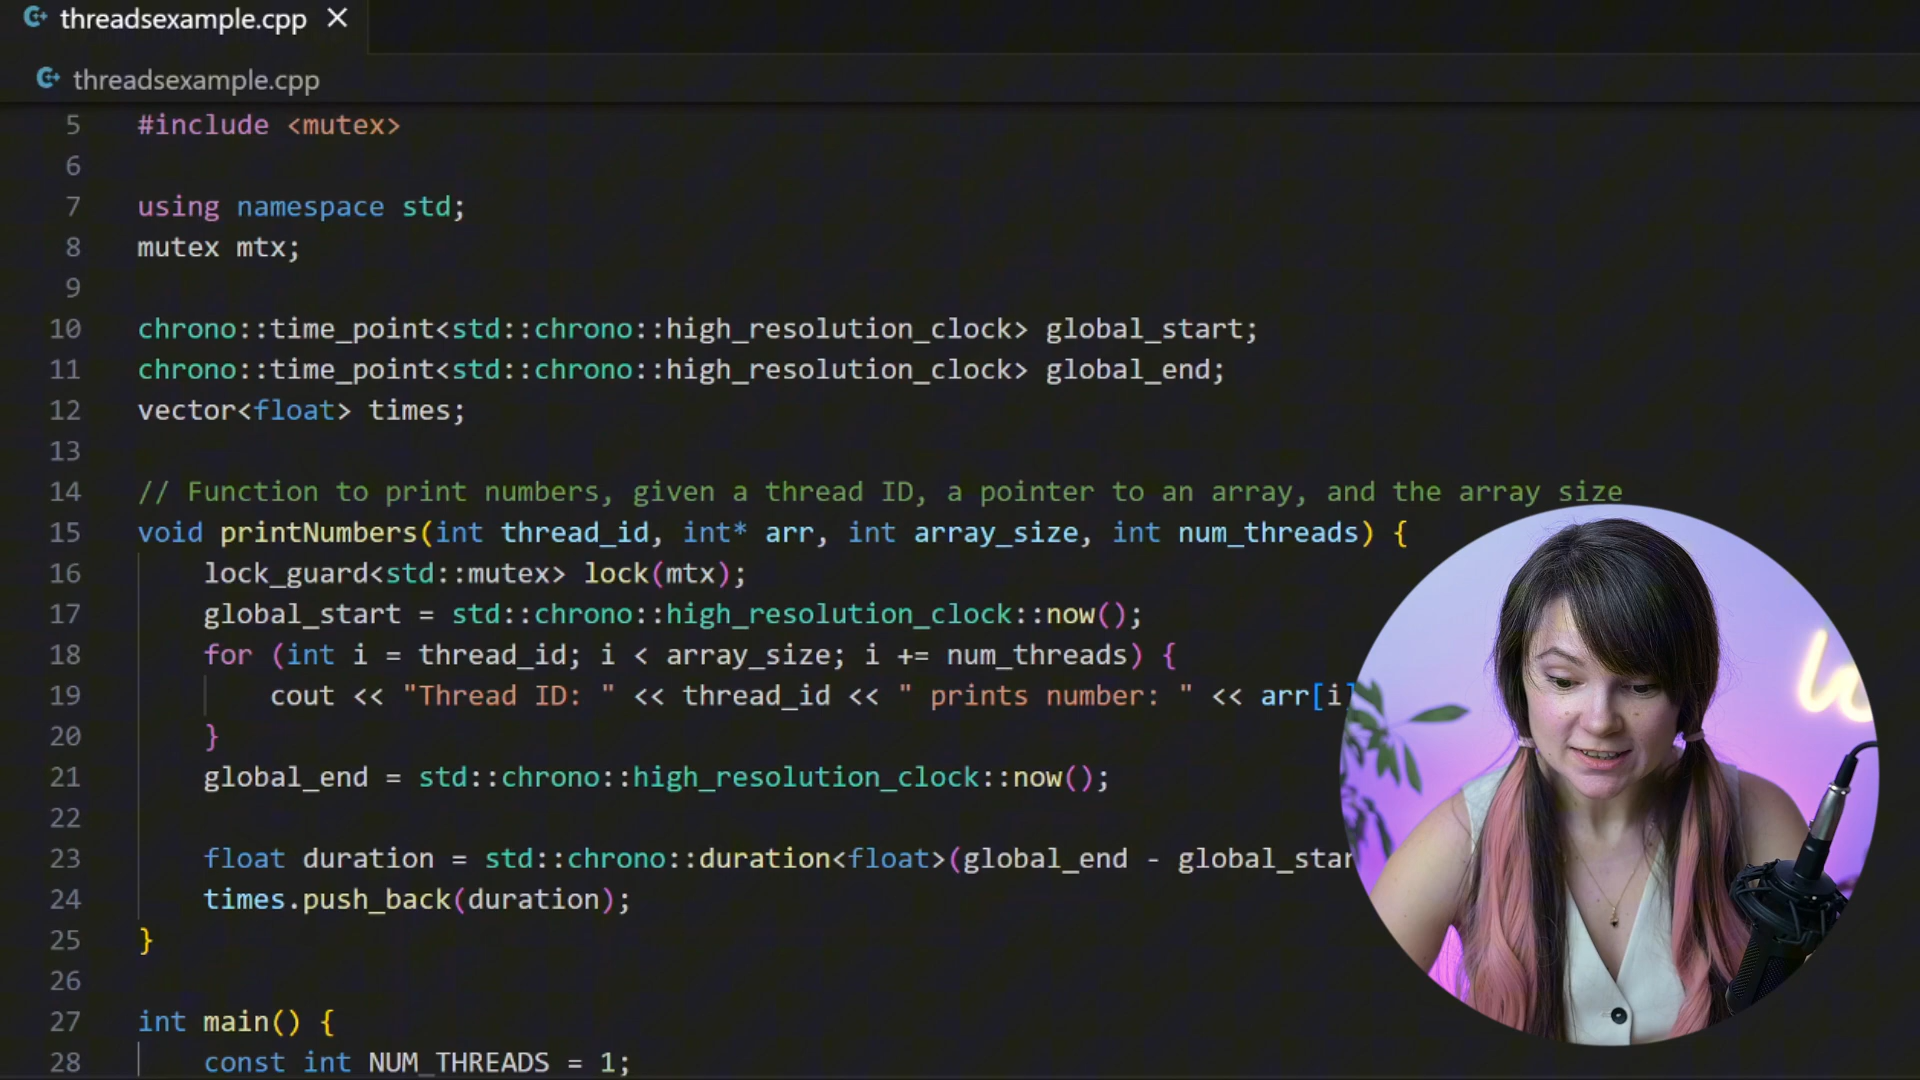 threadsexample.cpp
threadsexample.cpp
5 #include <mutex>
6
7 using namespace std;
8 mutex mtx;
9
10 chrono::time_point<std::chrono::high_resolution_clock> global_start;
11 chrono::time_point<std::chrono::high_resolution_clock> global_end;
12 vector<float> times;
13
14 // Function to print numbers, given a thread ID, a pointer to an array, and the array size
15 void printNumbers(int thread_id, int* arr, int array_size, int num_threads) {
16 lock_guard<std::mutex> lock(mtx);
17 global_start = std::chrono::high_resolution_clock::now();
18 for (int i = thread_id; i < array_size; i += num_threads) {
19 cout << "Thread ID: " << thread_id << " prints number: " << arr[i]
20 }
21 global_end = std::chrono::high_resolution_clock::now();
22
23 float duration = std::chrono::duration<float>(global_end - global_star
24 times.push_back(duration);
25 }
26
27 int main() {
28 const int NUM_THREADS = 1;